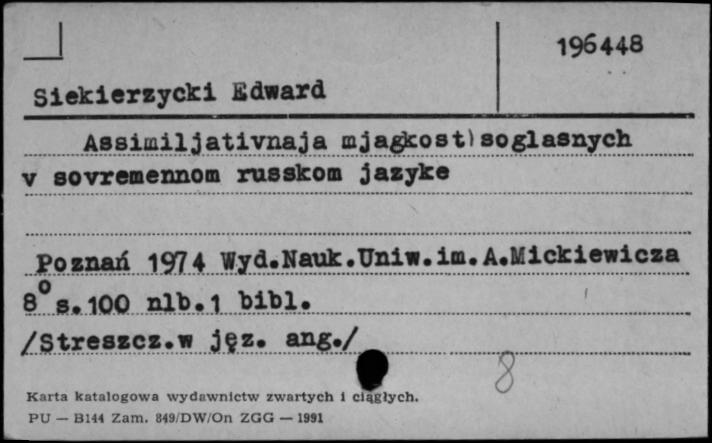 196448
Siekierzycki Edward
Assimiljativnaja mjagkost) soglasnych
v sovremennom russkom jazyke
Poznań 1974 Wyd.Nauk.Uniw.im.A.Mickiewicza
8° s.100 nlb.1 bibl.
/Streszcz.w jęz. ang./
8
Karta katalogowa wydawnictw zwartych i ciągłych.
PU — B144 Zam. 849/DW/On ZGG — 1991